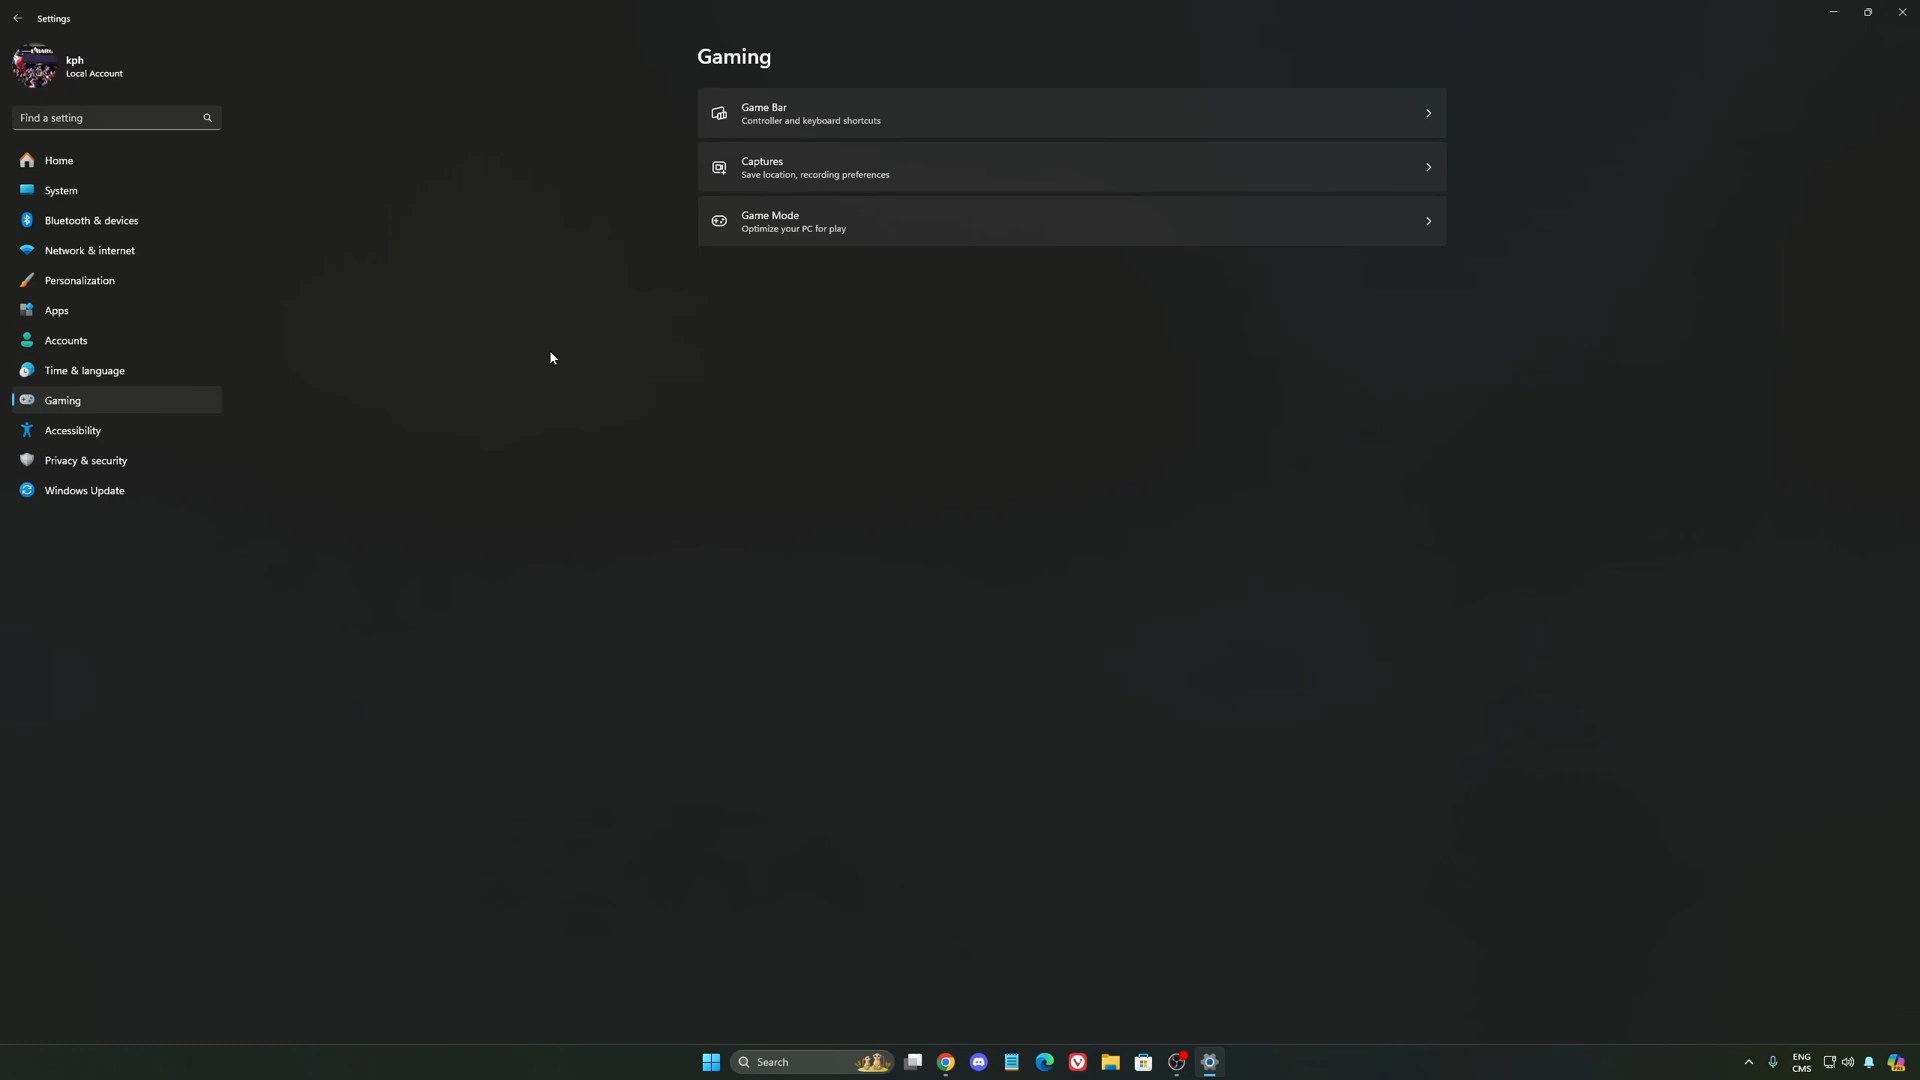 Settings
kph
Local Account
Find a setting
Home
System
Bluetooth & devices
Network & internet
Personalization
Apps
Accounts
Time & language
Gaming
Accessibility
Privacy & security
Windows Update
Gaming
Game Bar
Controller and keyboard shortcuts
Captures
Save location, recording preferences
Game Mode
Optimize your PC for play
Search
ENG
CMS
PRE